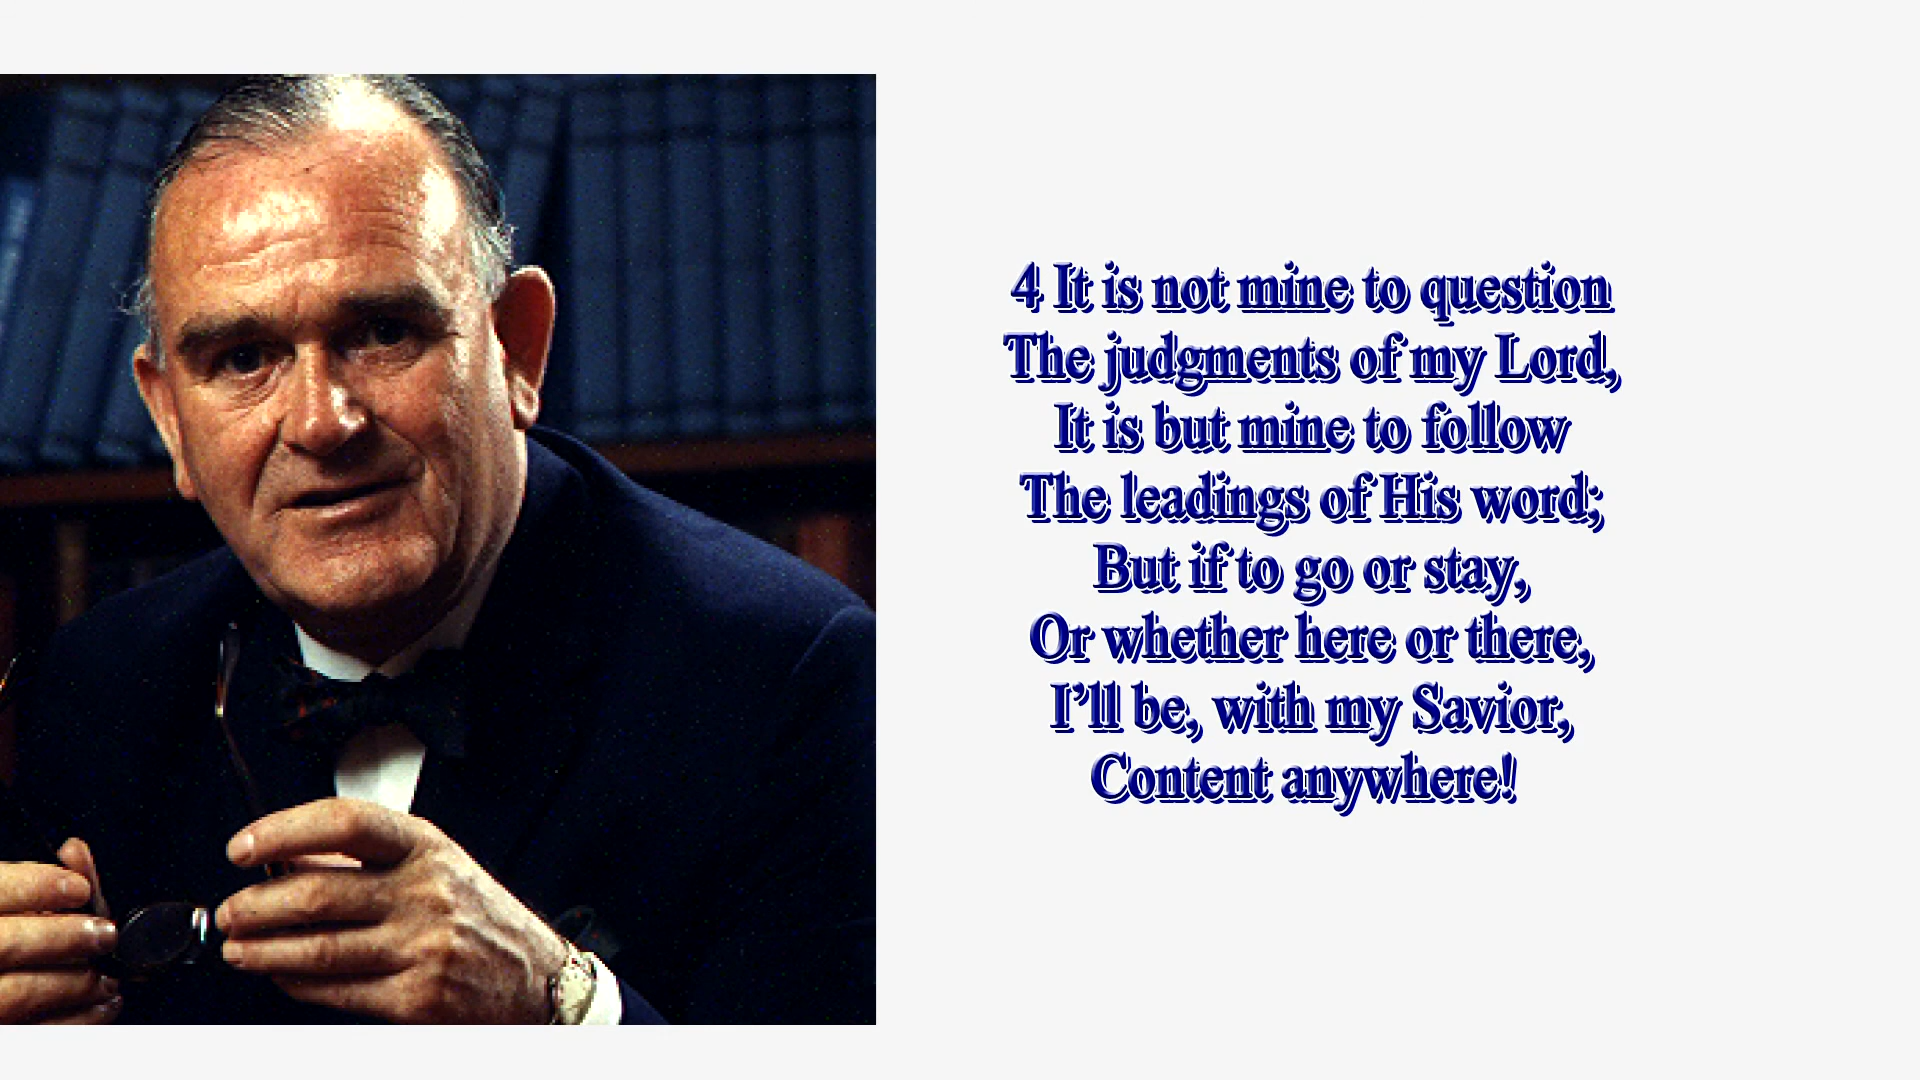 4 It is not mine to question
The judgments of my Lord,
It is but mine to follow
The leadings of His word;
But if to go or stay,
Or whether here or there,
I’ll be, with my Savior,
Content anywhere!